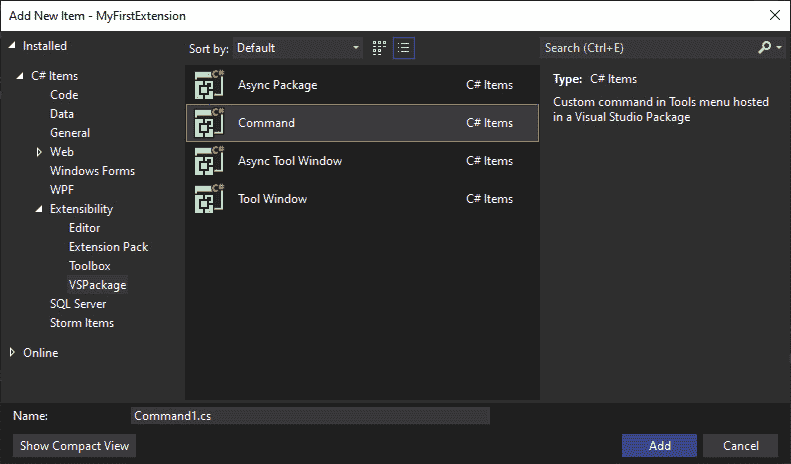 Add New Item - MyFirstExtension
Installed
Sort by: Default
Search (Ctrl+E)
C# Items
Code
Data
General
Web
Windows Forms
WPF
Extensibility
Editor
Extension Pack
Toolbox
VSPackage
SQL Server
Storm Items
Online
C# Async Package C# Items
C# Command C# Items
C# Async Tool Window C# Items
C# Tool Window C# Items
Type: C# Items
Custom command in Tools menu hosted
in a Visual Studio Package
Name: Command1.cs
Show Compact View
Add
Cancel